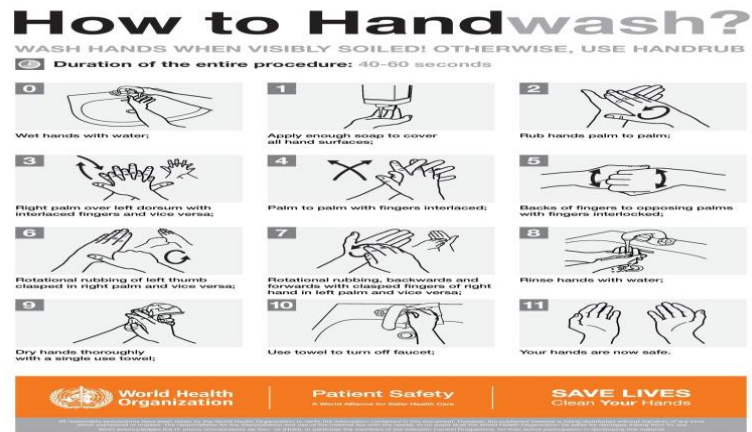 How to Handwash?
WASH HANDS WHEN VISIBLY SOILED! OTHERWISE, USE HANDRUB
Duration of the entire procedure: 40-60 seconds
0
Wet hands with water;
1
Apply enough soap to cover
all hand surfaces;
2
Rub hands palm to palm;
3
Right palm over left dorsum with
interlaced fingers and vice versa;
4
Palm to palm with fingers interlaced;
5
Backs of fingers to opposing palms
with fingers interlocked;
6
Rotational rubbing of left thumb
clasped in right palm and vice versa;
7
Rotational rubbing, backwards and
forwards with clasped fingers of right
hand in left palm and vice versa;
8
Rinse hands with water;
9
Dry hands thoroughly
with a single use towel;
10
Use towel to turn off faucet;
11
Your hands are now safe.
World Health
Organization
Patient Safety
A World Alliance for Safer Health Care
SAVE LIVES
Clean Your Hands